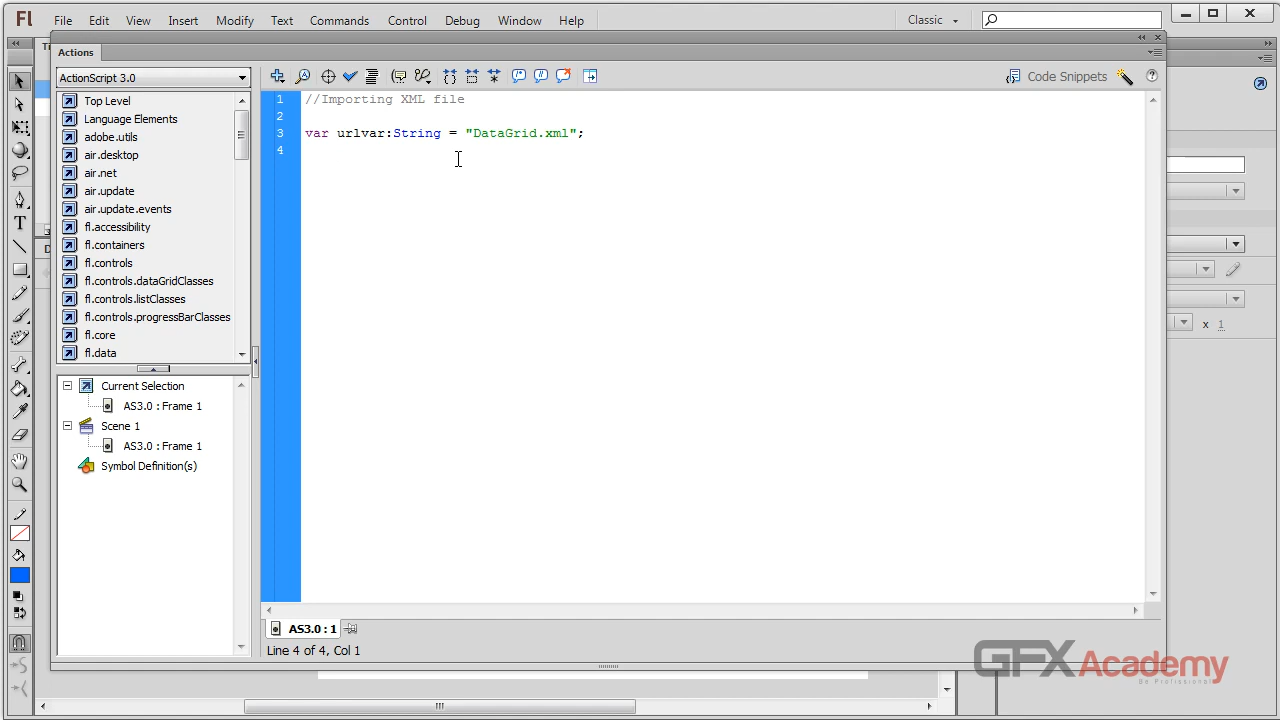 Fl File Edit View Insert Modify Text Commands Control Debug Window Help Classic
Actions
ActionScript 3.0
Code Snippets
Top Level
Language Elements
adobe.utils
air.desktop
air.net
air.update
air.update.events
fl.accessibility
fl.containers
fl.controls
fl.controls.dataGridClasses
fl.controls.listClasses
fl.controls.progressBarClasses
fl.core
fl.data
Current Selection
AS3.0 : Frame 1
Scene 1
AS3.0 : Frame 1
Symbol Definition(s)
1 //Importing XML file
2
3 var urlvar:String = "DataGrid.xml";
4
x 1
AS3.0 : 1
Line 4 of 4, Col 1
GFXAcademy
Be Profissional